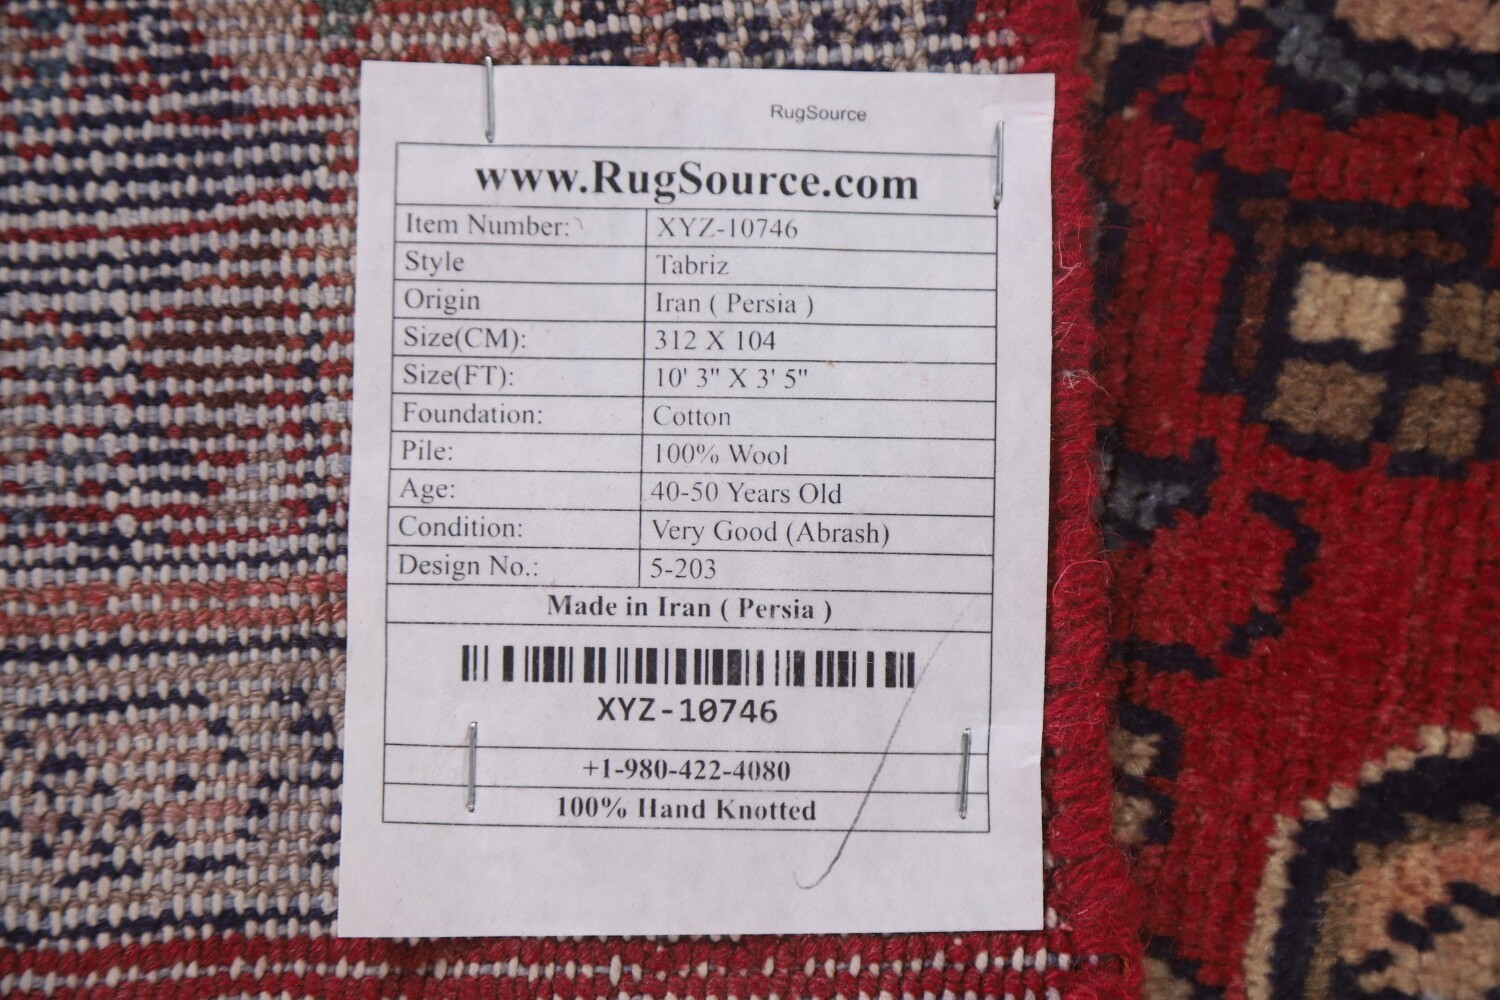 RugSource
www.RugSource.com
Item Number: XYZ-10746
Style Tabriz
Origin Iran ( Persia )
Size(CM): 312 X 104
Size(FT): 10' 3" X 3' 5"
Foundation: Cotton
Pile: 100% Wool
Age: 40-50 Years Old
Condition: Very Good (Abrash)
Design No.: 5-203
Made in Iran ( Persia )
XYZ-10746
+1-980-422-4080
100% Hand Knotted